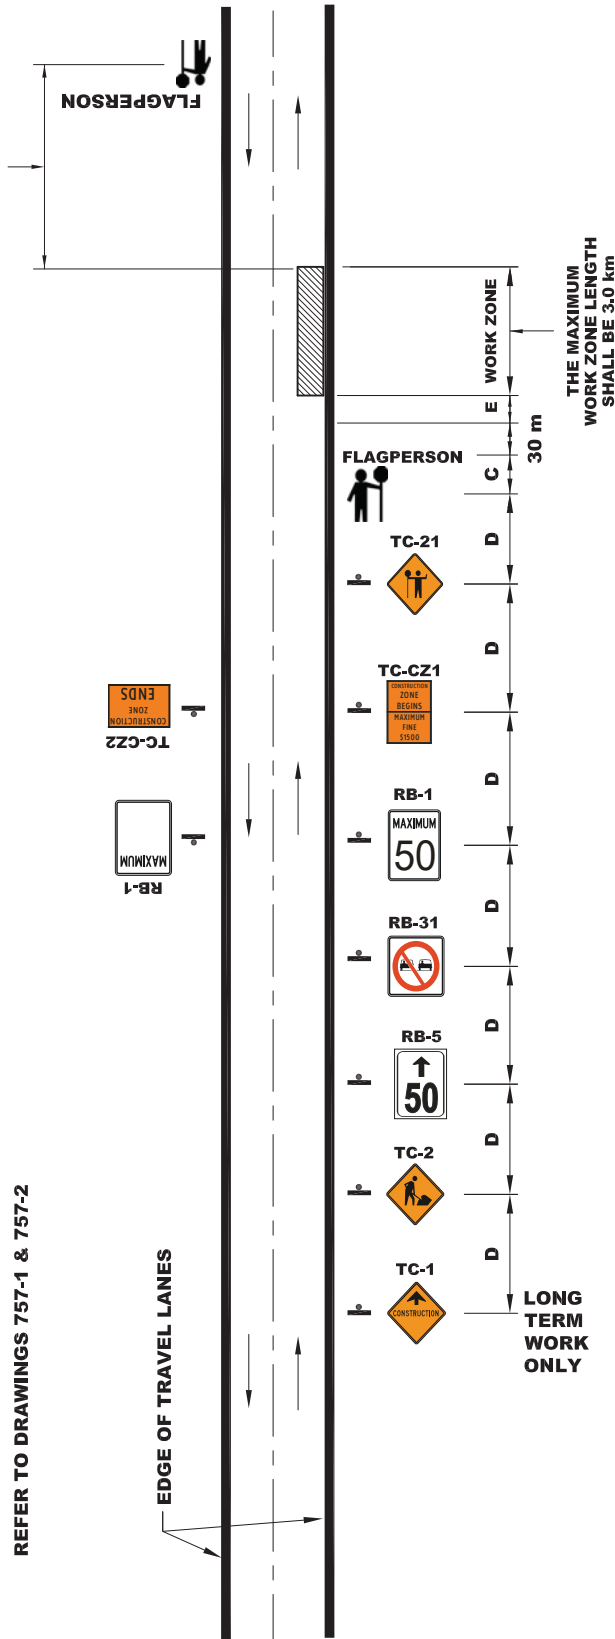 FLAGPERSON
WORK ZONE
THE MAXIMUM
WORK ZONE LENGTH
SHALL BE 3.0 km
E
30 m
FLAGPERSON
C
D
TC-21
D
TC-CZ1
CONSTRUCTION
ZONE
BEGINS
MAXIMUM
FINE
$1500
CONSTRUCTION
ZONE
ENDS
TC-CZ2
D
RB-1
MAXIMUM
50
MAXIMUM
RB-1
D
RB-31
D
RB-5
50
D
TC-2
D
TC-1
CONSTRUCTION
LONG
TERM
WORK
ONLY
REFER TO DRAWINGS 757-1 & 757-2
EDGE OF TRAVEL LANES